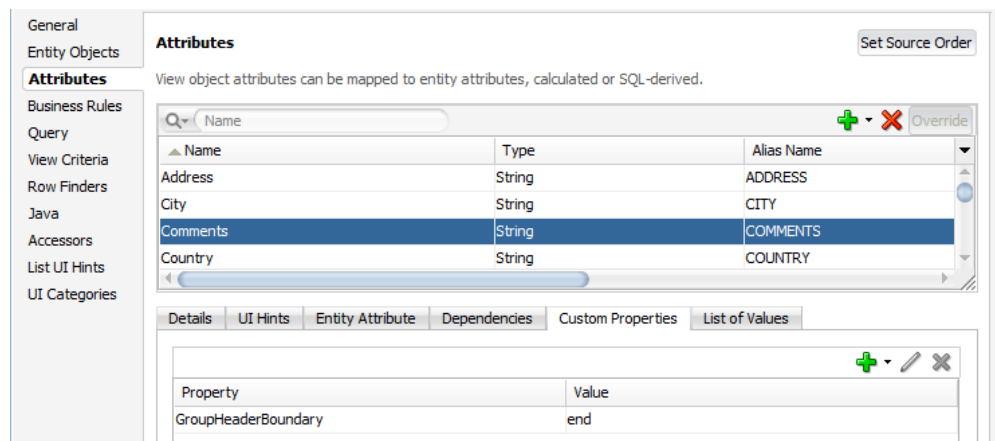 General
Entity Objects
Attributes
Business Rules
Query
View Criteria
Row Finders
Java
Accessors
List UI Hints
UI Categories
Attributes Set Source Order
View object attributes can be mapped to entity attributes, calculated or SQL-derived.
Name Override
Name Type Alias Name
Address String ADDRESS
City String CITY
Comments String COMMENTS
Country String COUNTRY
Details UI Hints Entity Attribute Dependencies Custom Properties List of Values
Property Value
GroupHeaderBoundary end